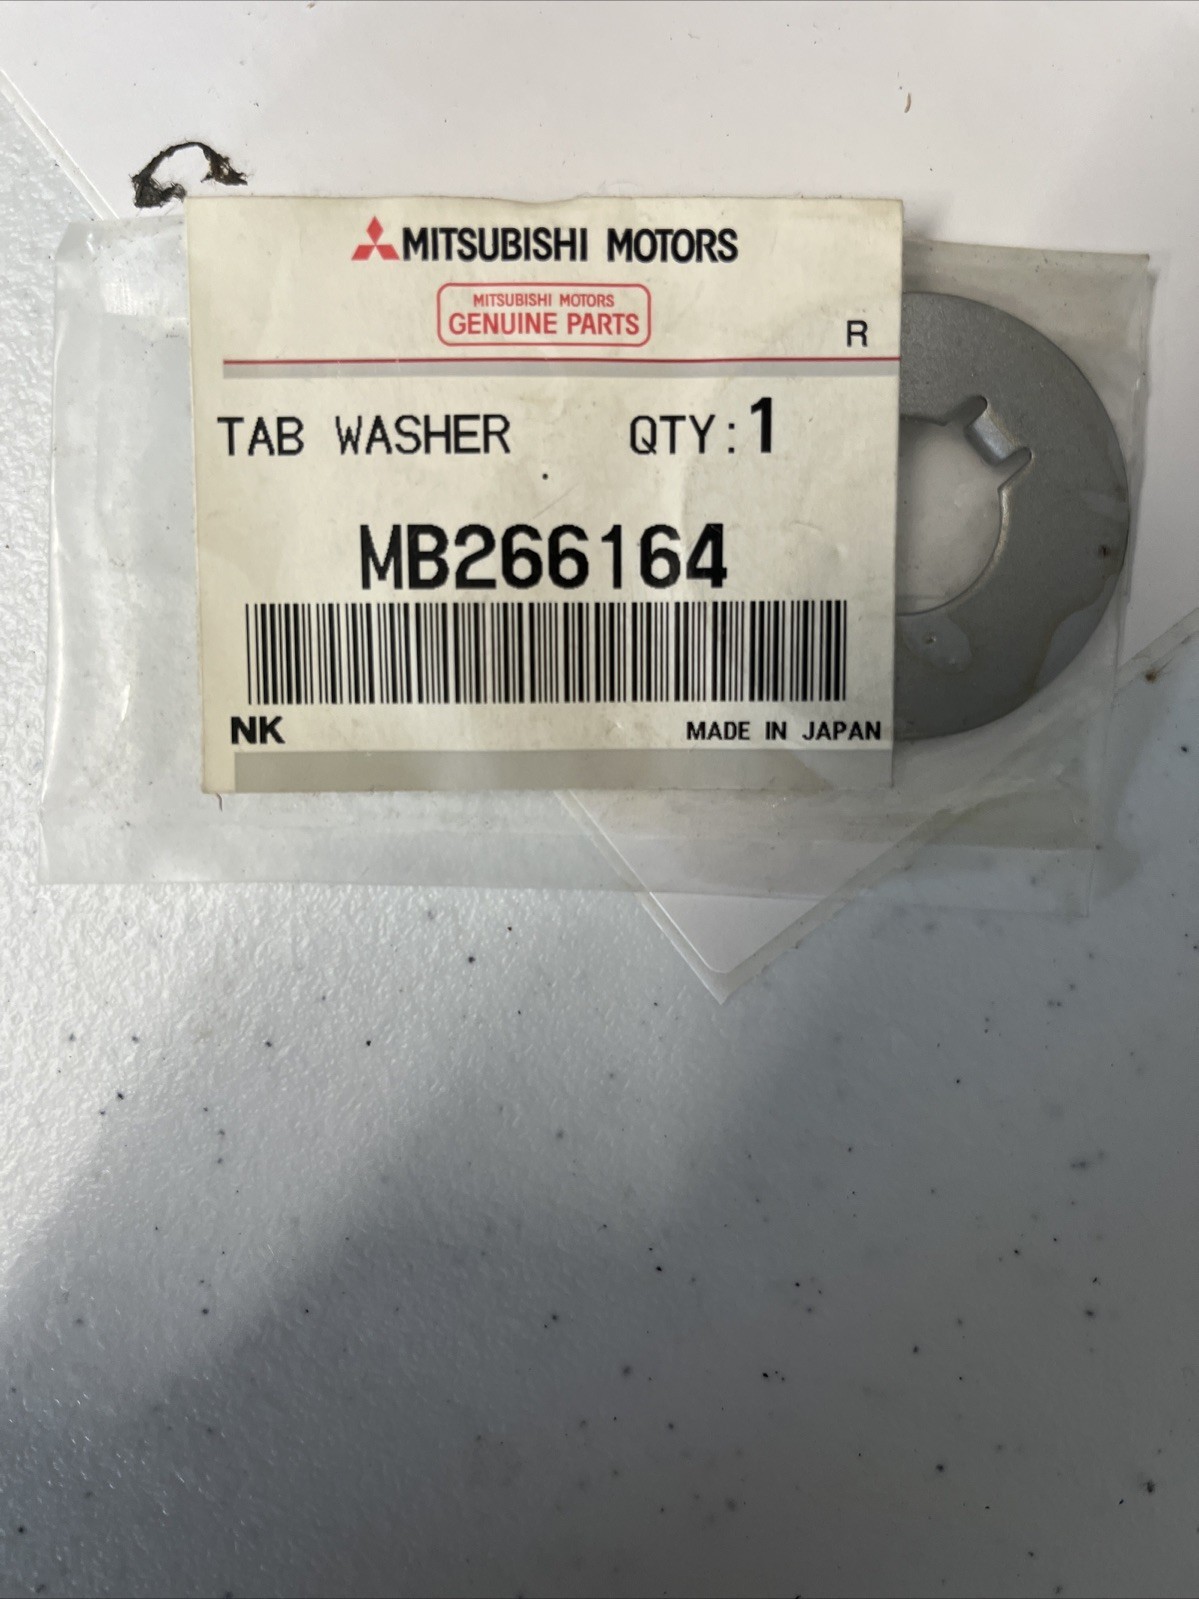 MITSUBISHI MOTORS
MITSUBISHI MOTORS
GENUINE PARTS
R
TAB WASHER QTY:1
MB266164
NK MADE IN JAPAN